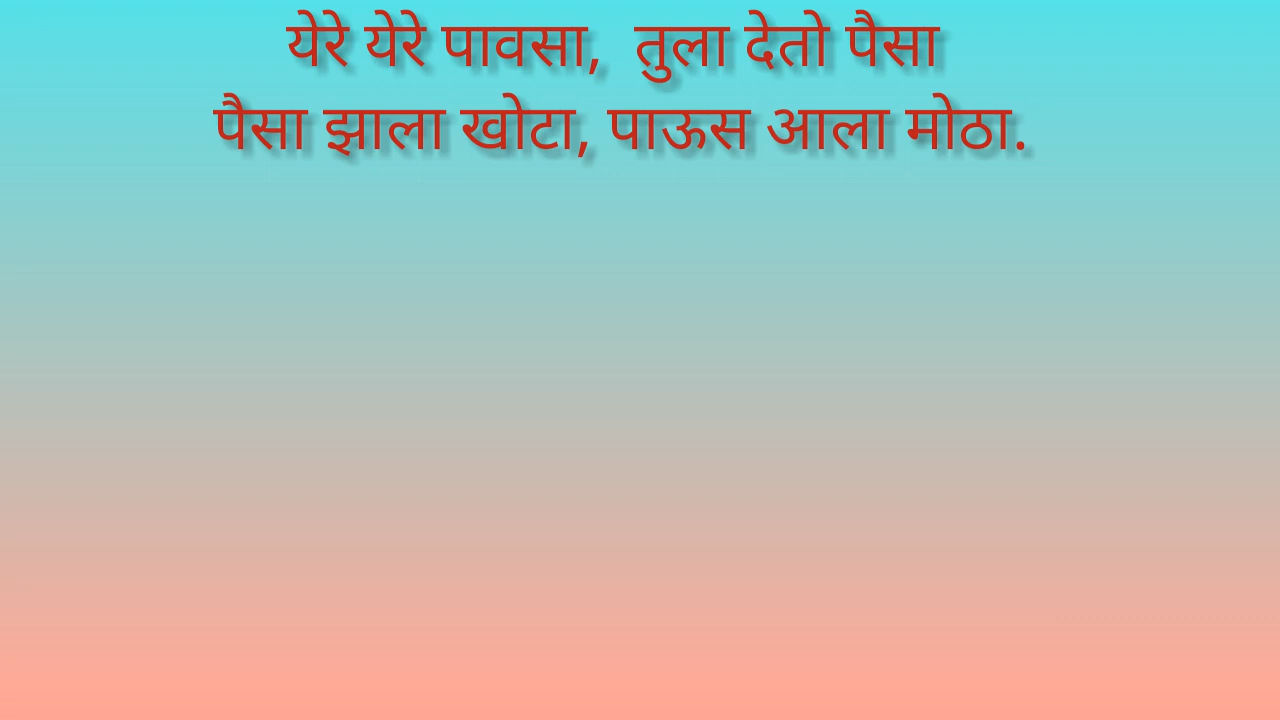 येरे येरे पावसा,  तुला देतो पैसा
पैसा झाला खोटा, पाऊस आला मोठा.